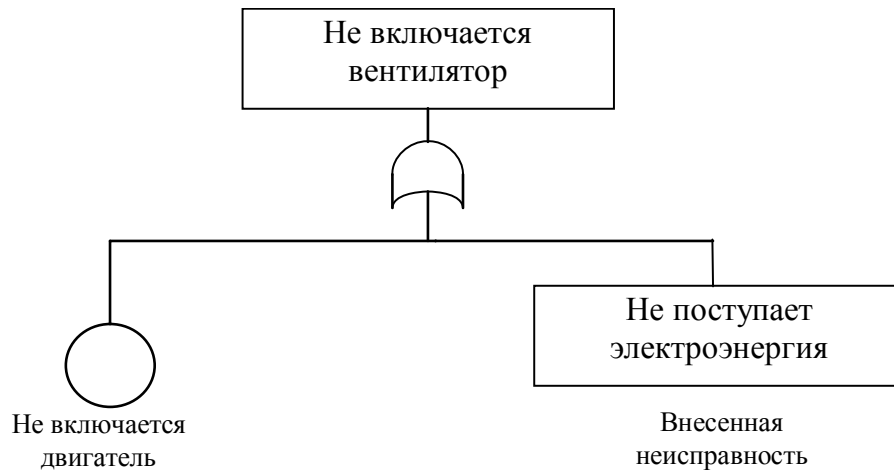 Не включается
вентилятор
Не поступает
электроэнергия
Не включается
двигатель
Внесенная
неисправность